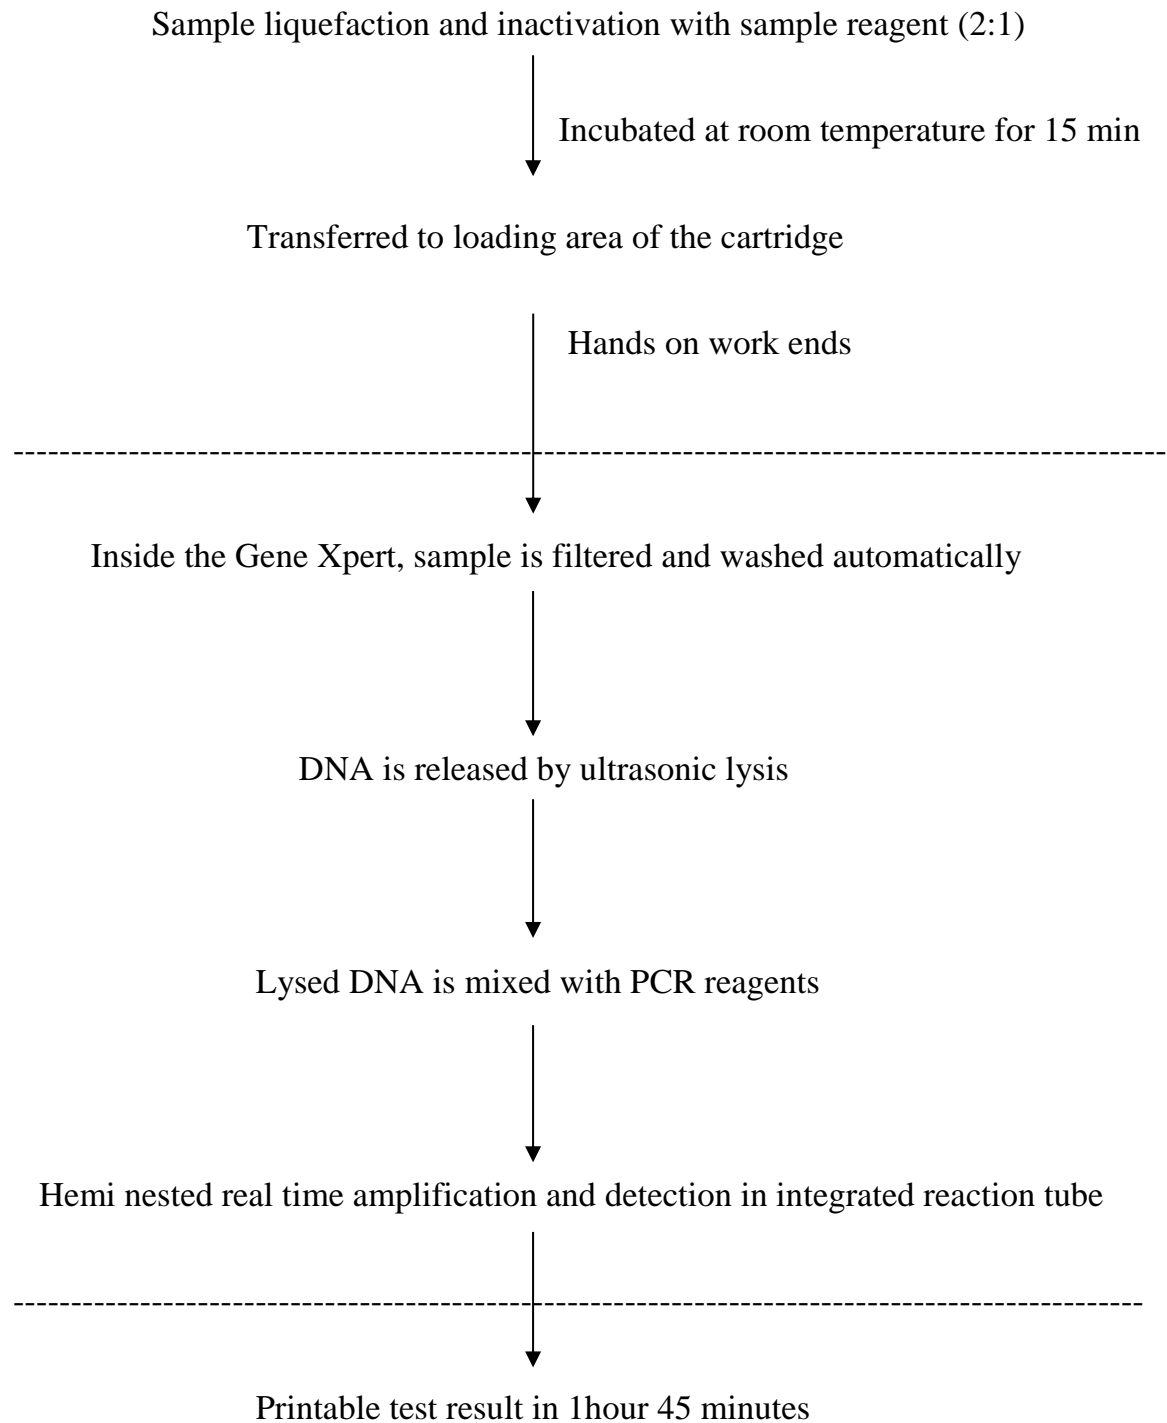 Sample liquefaction and inactivation with sample reagent (2:1)
Incubated at room temperature for 15 min
Transferred to loading area of the cartridge
Hands on work ends
Inside the Gene Xpert, sample is filtered and washed automatically
DNA is released by ultrasonic lysis
Lysed DNA is mixed with PCR reagents
Hemi nested real time amplification and detection in integrated reaction tube
Printable test result in 1hour 45 minutes